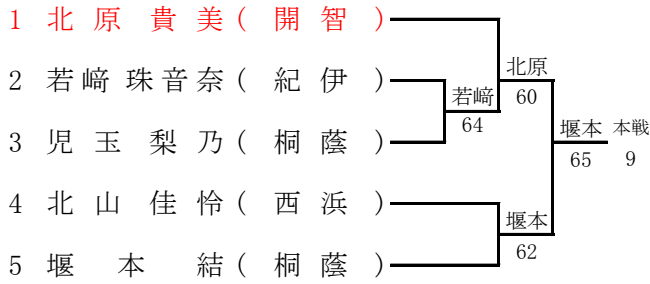 1 北原貴美(開智)
2 若﨑珠音奈(紀伊)
3 児玉梨乃(桐蔭)
4 北山佳怜(西浜)
5 堰本結(桐蔭)
若﨑
64
北原
60
堰本
62
堰本
65
本戦
9